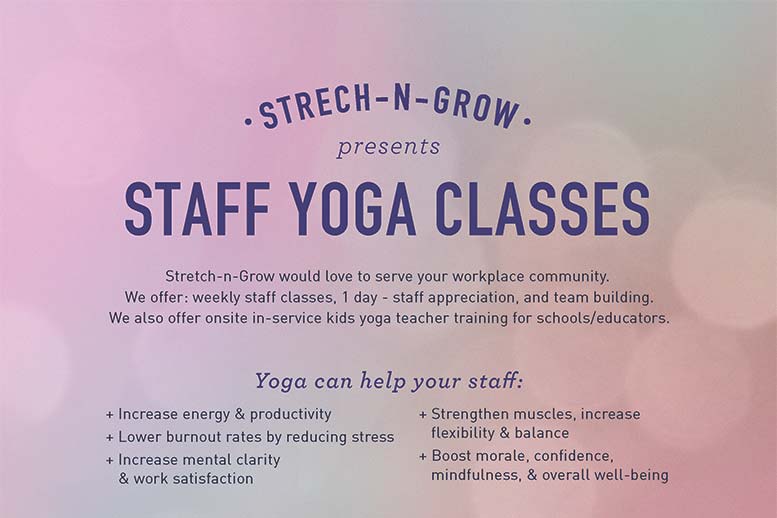 • STRECH-N-GROW •
presents
STAFF YOGA CLASSES
Stretch-n-Grow would love to serve your workplace community.
We offer: weekly staff classes, 1 day - staff appreciation, and team building.
We also offer onsite in-service kids yoga teacher training for schools/educators.
Yoga can help your staff:
+ Increase energy & productivity
+ Lower burnout rates by reducing stress
+ Increase mental clarity
& work satisfaction
+ Strengthen muscles, increase
flexibility & balance
+ Boost morale, confidence,
mindfulness, & overall well-being